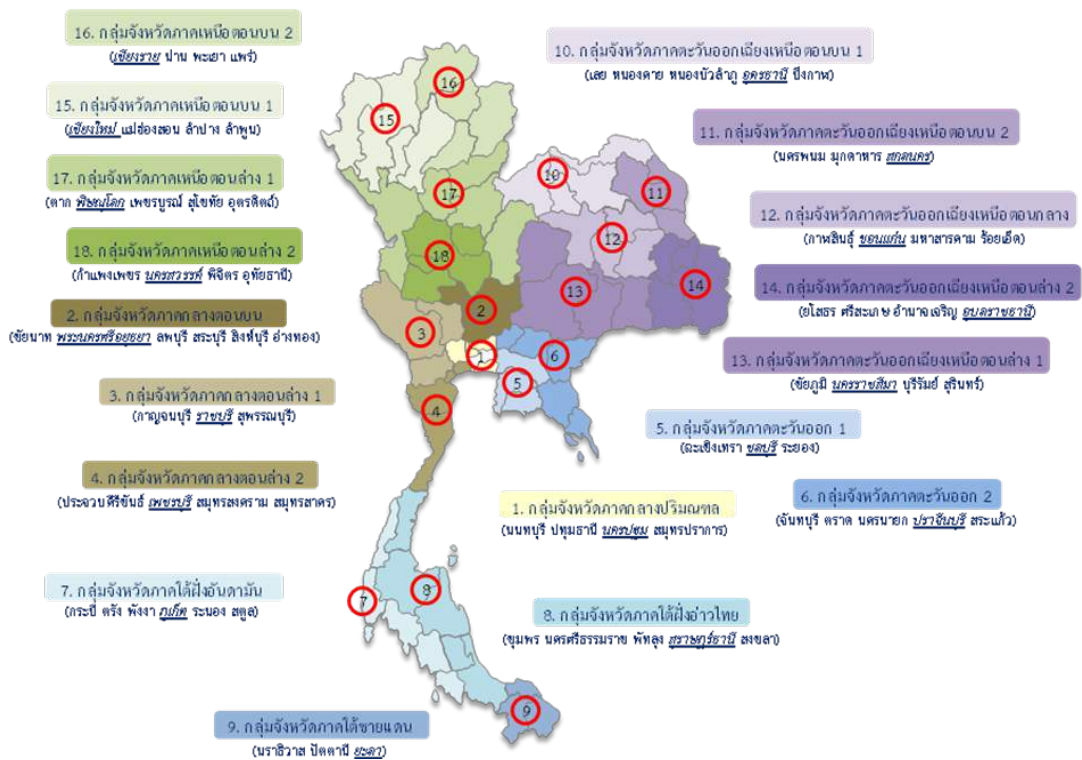 16. กลุ่มจังหวัดภาคเหนือตอนบน 2
(เชียงราย น่าน พะเยา แพร่)
15. กลุ่มจังหวัดภาคเหนือตอนบน 1
(เชียงใหม่ แม่ฮ่องสอน ลำปาง ลำพูน)
17. กลุ่มจังหวัดภาคเหนือตอนล่าง 1
(ตาก พิษณุโลก เพชรบูรณ์ สุโขทัย อุตรดิตถ์)
18. กลุ่มจังหวัดภาคเหนือตอนล่าง 2
(กำแพงเพชร นครสวรรค์ พิจิตร อุทัยธานี)
2. กลุ่มจังหวัดภาคกลางตอนบน
(ชัยนาท พระนครศรีอยุธยา ลพบุรี สระบุรี สิงห์บุรี อ่างทอง)
3. กลุ่มจังหวัดภาคกลางตอนล่าง 1
(กาญจนบุรี ราชบุรี สุพรรณบุรี)
4. กลุ่มจังหวัดภาคกลางตอนล่าง 2
(ประจวบคีรีขันธ์ เพชรบุรี สมุทรสงคราม สมุทรสาคร)
7. กลุ่มจังหวัดภาคใต้ฝั่งอันดามัน
(กระบี่ ตรัง พังงา ภูเก็ต ระนอง สตูล)
9. กลุ่มจังหวัดภาคใต้ชายแดน
(นราธิวาส ปัตตานี ยะลา)
16
15
17
18
10
11
12
13
14
2
3
1
6
5
4
7
8
9
10. กลุ่มจังหวัดภาคตะวันออกเฉียงเหนือตอนบน 1
(เลย หนองคาย หนองบัวลำภู อุดรธานี บึงกาฬ)
11. กลุ่มจังหวัดภาคตะวันออกเฉียงเหนือตอนบน 2
(นครพนม มุกดาหาร สกลนคร)
12. กลุ่มจังหวัดภาคตะวันออกเฉียงเหนือตอนกลาง
(กาฬสินธุ์ ขอนแก่น มหาสารคาม ร้อยเอ็ด)
14. กลุ่มจังหวัดภาคตะวันออกเฉียงเหนือตอนล่าง 2
(ยโสธร ศรีสะเกษ อำนาจเจริญ อุบลราชธานี)
13. กลุ่มจังหวัดภาคตะวันออกเฉียงเหนือตอนล่าง 1
(ชัยภูมิ นครราชสีมา บุรีรัมย์ สุรินทร์)
5. กลุ่มจังหวัดภาคตะวันออก 1
(ฉะเชิงเทรา ชลบุรี ระยอง)
6. กลุ่มจังหวัดภาคตะวันออก 2
(จันทบุรี ตราด นครนายก ปราจีนบุรี สระแก้ว)
1. กลุ่มจังหวัดภาคกลางปริมณฑล
(นนทบุรี ปทุมธานี นครปฐม สมุทรปราการ)
8. กลุ่มจังหวัดภาคใต้ฝั่งอ่าวไทย
(ชุมพร นครศรีธรรมราช พัทลุง สุราษฎร์ธานี สงขลา)